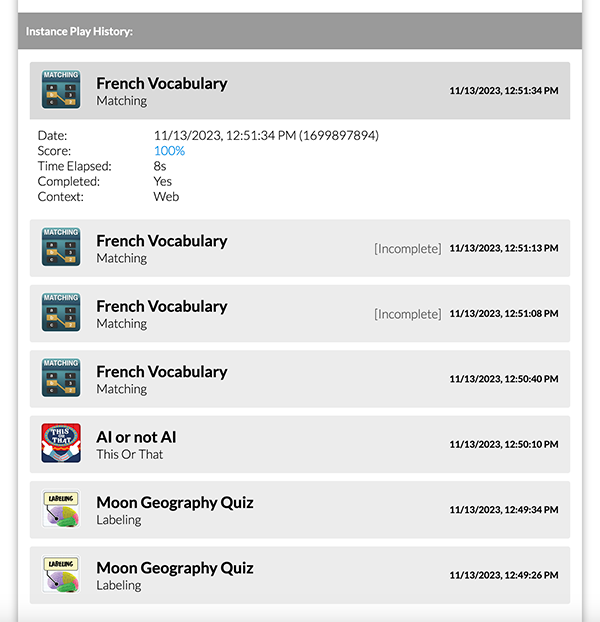 Instance Play History:
MATCHING
French Vocabulary
Matching
11/13/2023, 12:51:34 PM
Date: 11/13/2023, 12:51:34 PM (1699897894)
Score: 100%
Time Elapsed: 8s
Completed: Yes
Context: Web
MATCHING
French Vocabulary
Matching
[Incomplete] 11/13/2023, 12:51:13 PM
MATCHING
French Vocabulary
Matching
[Incomplete] 11/13/2023, 12:51:08 PM
MATCHING
French Vocabulary
Matching
11/13/2023, 12:50:40 PM
THIS OR THAT
AI or not AI
This Or That
11/13/2023, 12:50:10 PM
LABELING
Moon Geography Quiz
Labeling
11/13/2023, 12:49:34 PM
LABELING
Moon Geography Quiz
Labeling
11/13/2023, 12:49:26 PM